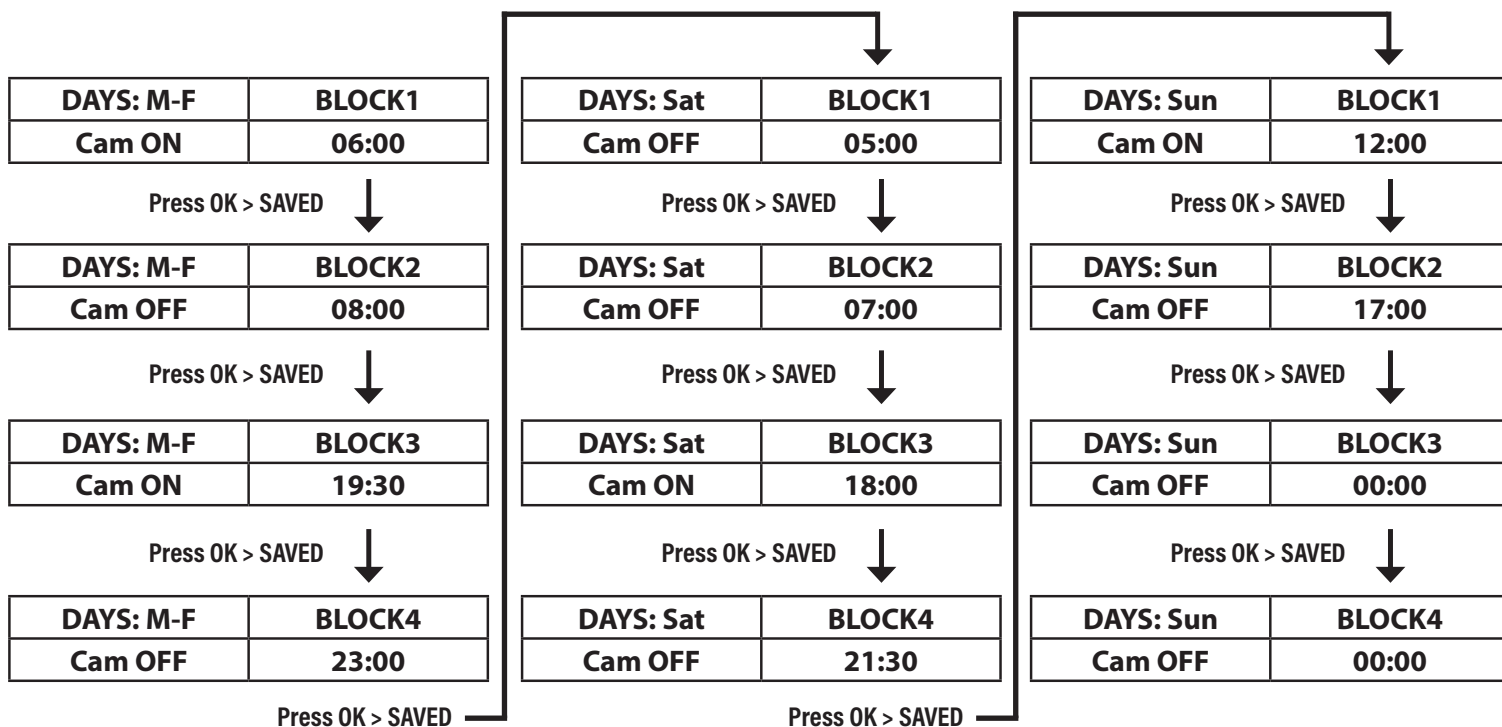 DAYS: M-F BLOCK1
Cam ON 06:00
Press OK > SAVED
DAYS: M-F BLOCK2
Cam OFF 08:00
Press OK > SAVED
DAYS: M-F BLOCK3
Cam ON 19:30
Press OK > SAVED
DAYS: M-F BLOCK4
Cam OFF 23:00
Press OK > SAVED
DAYS: Sat BLOCK1
Cam OFF 05:00
Press OK > SAVED
DAYS: Sat BLOCK2
Cam OFF 07:00
Press OK > SAVED
DAYS: Sat BLOCK3
Cam ON 18:00
Press OK > SAVED
DAYS: Sat BLOCK4
Cam OFF 21:30
Press OK > SAVED
DAYS: Sun BLOCK1
Cam ON 12:00
Press OK > SAVED
DAYS: Sun BLOCK2
Cam OFF 17:00
Press OK > SAVED
DAYS: Sun BLOCK3
Cam OFF 00:00
Press OK > SAVED
DAYS: Sun BLOCK4
Cam OFF 00:00